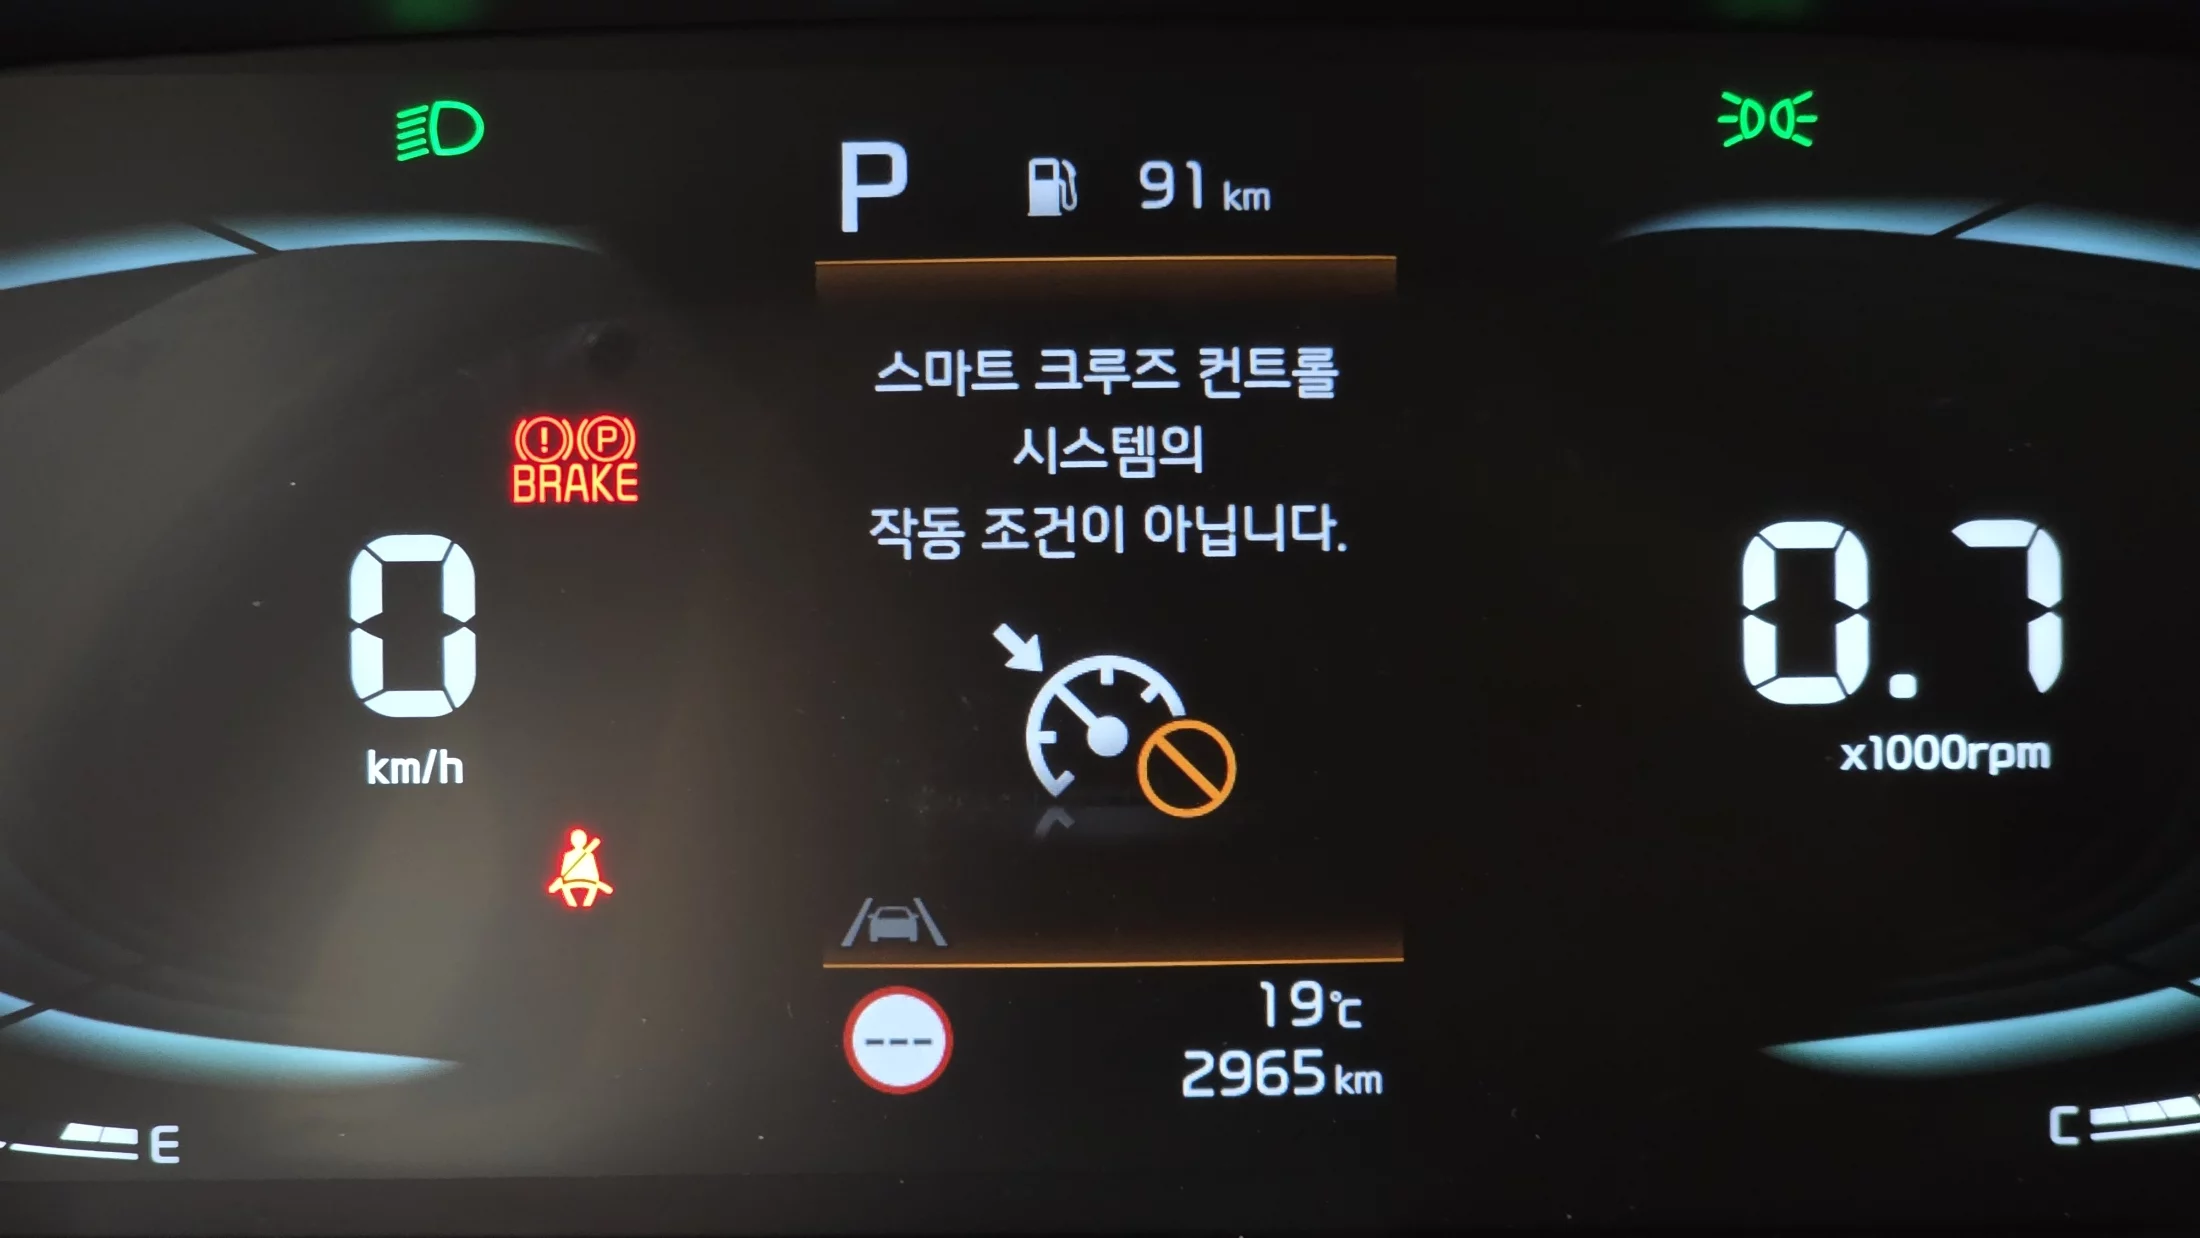 P 91 km
스마트 크루즈 컨트롤
시스템의
작동 조건이 아닙니다.
! P
BRAKE
0
km/h
0.7
x1000rpm
---
19℃
2965 km
E
C